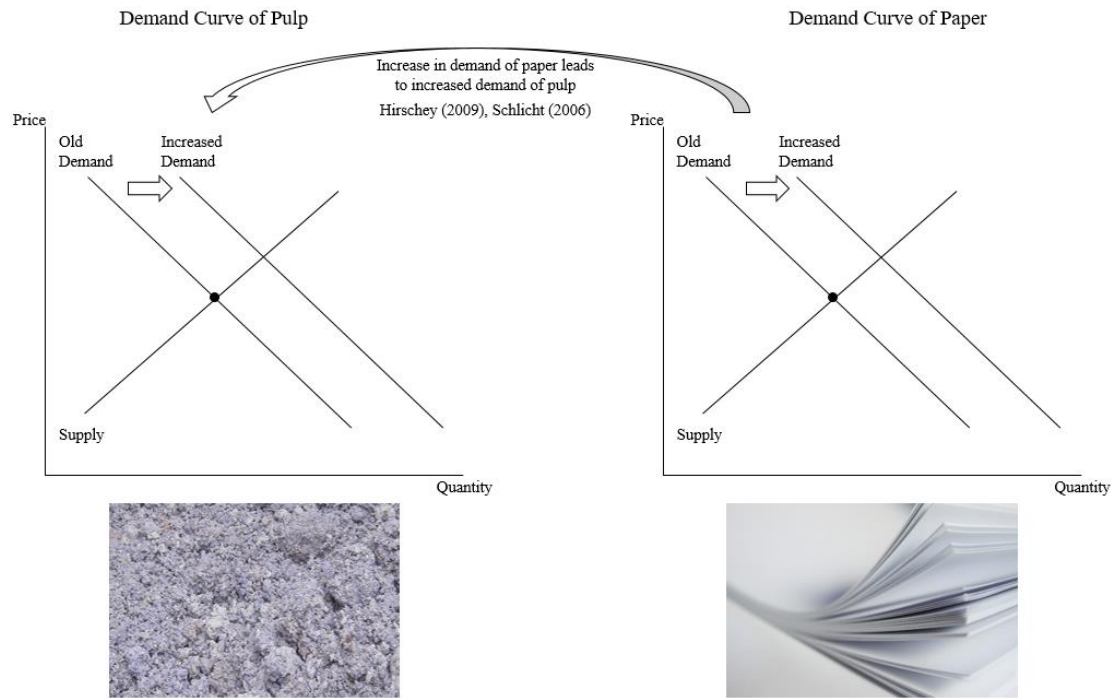 Demand Curve of Pulp
Demand Curve of Paper
Increase in demand of paper leads
to increased demand of pulp
Hirschey (2009), Schlicht (2006)
Price
Old
Demand
Increased
Demand
Supply
Quantity
Price
Old
Demand
Increased
Demand
Supply
Quantity